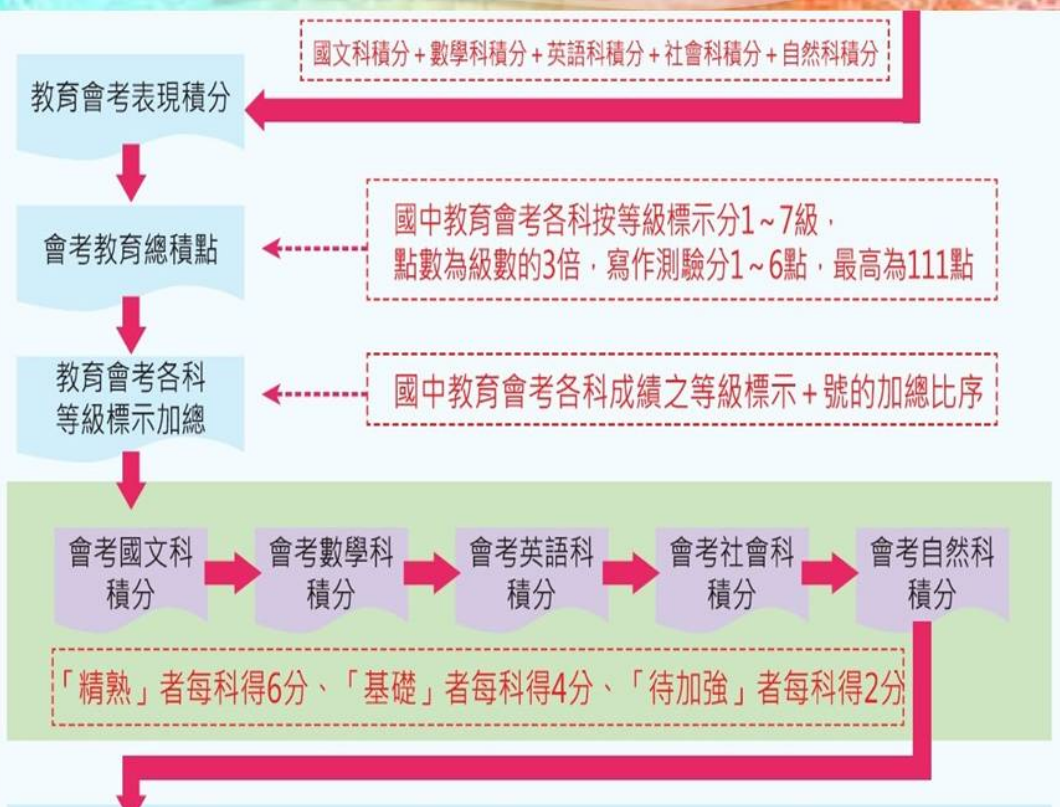 國文科積分+數學科積分+英語科積分+社會科積分+自然科積分
教育會考表現積分
會考教育總積點
國中教育會考各科按等級標示分1~7級，
點數為級數的3倍，寫作測驗分1~6點，最高為111點
教育會考各科
等級標示加總
國中教育會考各科成績之等級標示+號的加總比序
會考國文科
積分
會考數學科
積分
會考英語科
積分
會考社會科
積分
會考自然科
積分
「精熟」者每科得6分、「基礎」者每科得4分、「待加強」者每科得2分